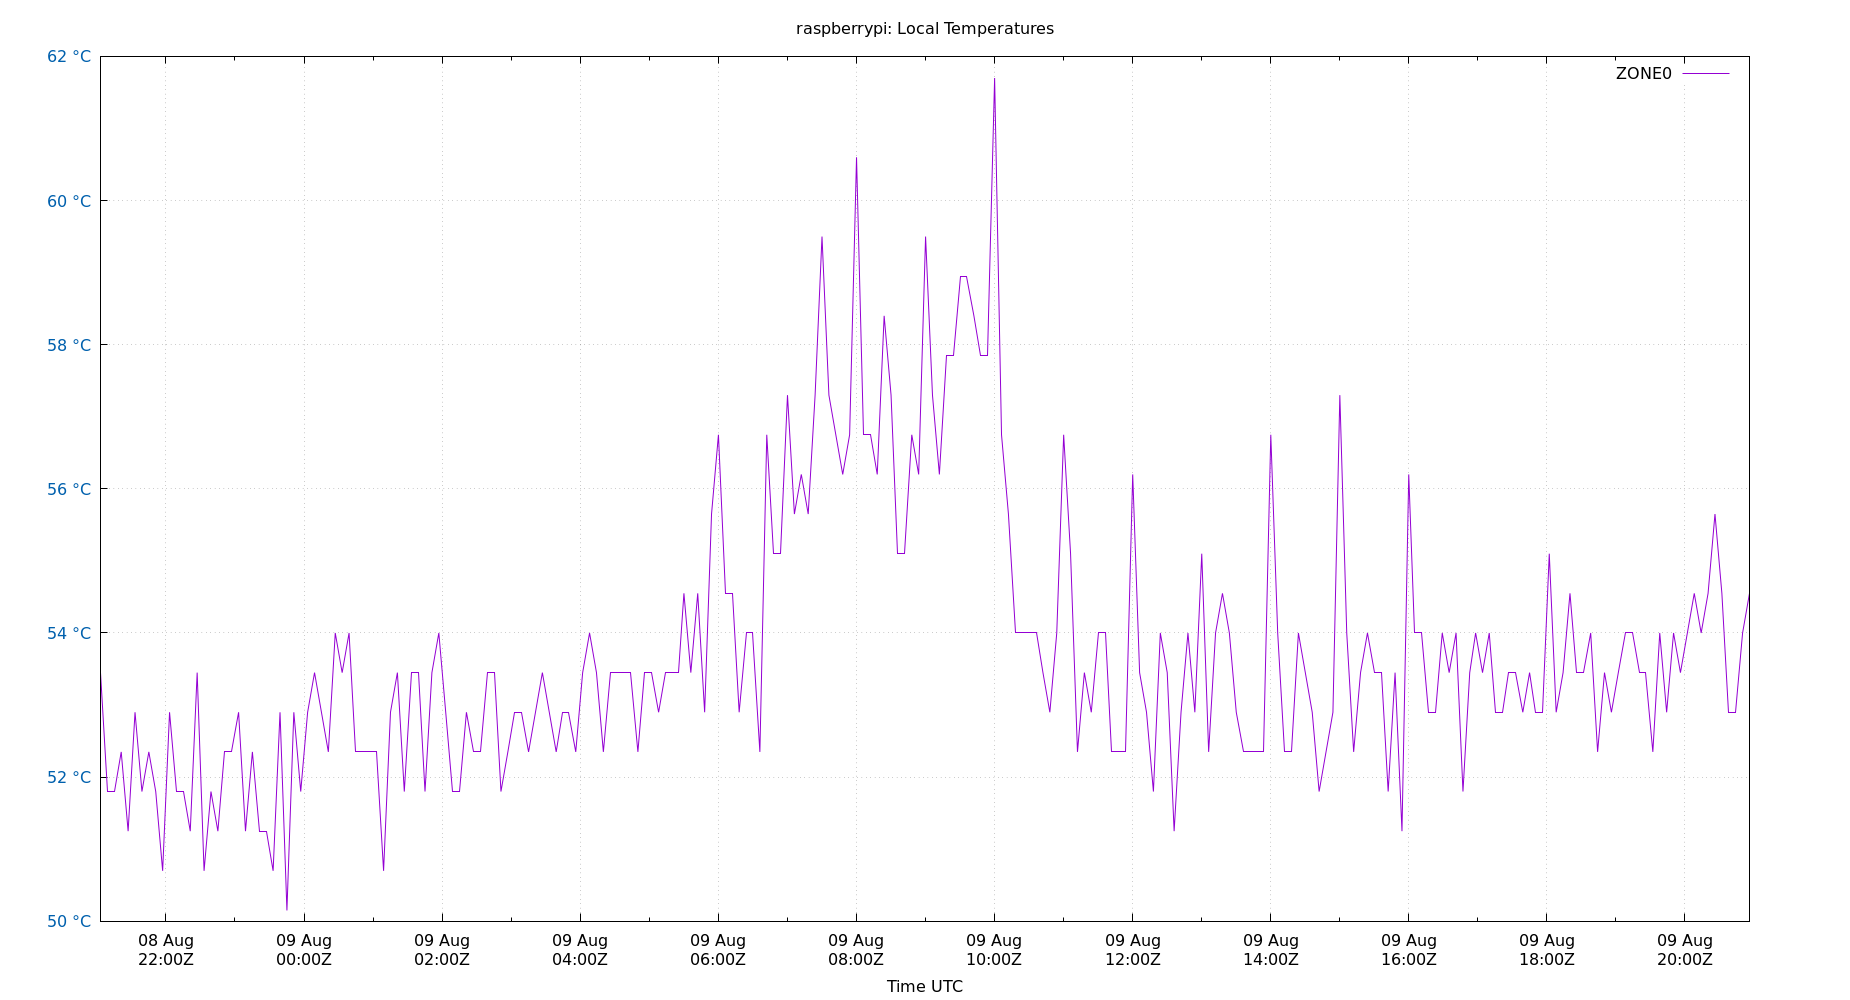 raspberrypi: Local Temperatures
62 °C
ZONE0
60 °C
58 °C
56 °C
54 °C
52 °C
50 °C
08 Aug 09 Aug 09 Aug 09 Aug 09 Aug 09 Aug 09 Aug 09 Aug 09 Aug 09 Aug 09 Aug 09 Aug
22:00Z 00:00Z 02:00Z 04:00Z 06:00Z 08:00Z 10:00Z 12:00Z 14:00Z 16:00Z 18:00Z 20:00Z
Time UTC